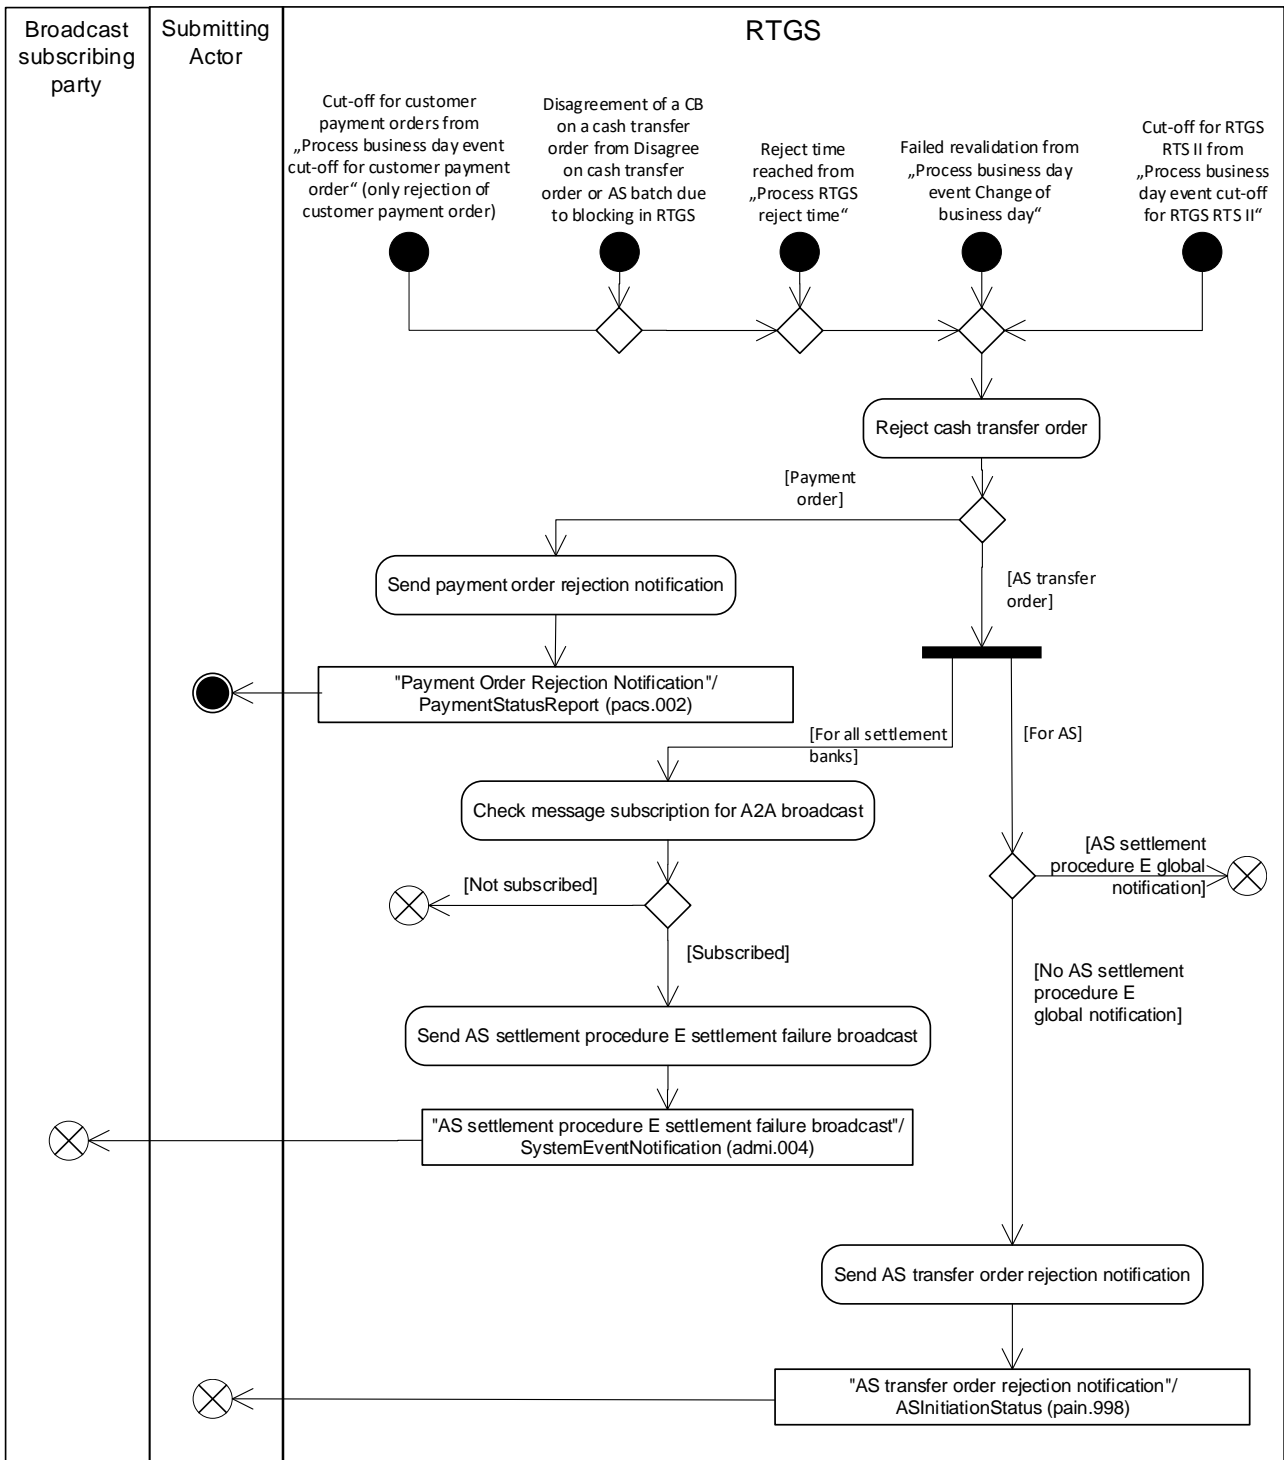 Broadcast
subscribing
party
Submitting
Actor
RTGS
Cut-off for customer
payment orders from
„Process business day event
cut-off for customer payment
order“ (only rejection of
customer payment order)
Disagreement of a CB
on a cash transfer
order from Disagree
on cash transfer
order or AS batch due
to blocking in RTGS
Reject time
reached from
„Process RTGS
reject time“
Failed revalidation from
„Process business day
event Change of
business day“
Cut-off for RTGS
RTS II from
„Process business
day event cut-off
for RTGS RTS II“
Reject cash transfer order
[Payment
order]
Send payment order rejection notification
[AS transfer
order]
"Payment Order Rejection Notification"/
PaymentStatusReport (pacs.002)
[For all settlement
banks]
[For AS]
Check message subscription for A2A broadcast
[AS settlement
procedure E global
notification]
[Not subscribed]
[Subscribed]
[No AS settlement
procedure E
global notification]
Send AS settlement procedure E settlement failure broadcast
"AS settlement procedure E settlement failure broadcast"/
SystemEventNotification (admi.004)
Send AS transfer order rejection notification
"AS transfer order rejection notification"/
ASInitiationStatus (pain.998)